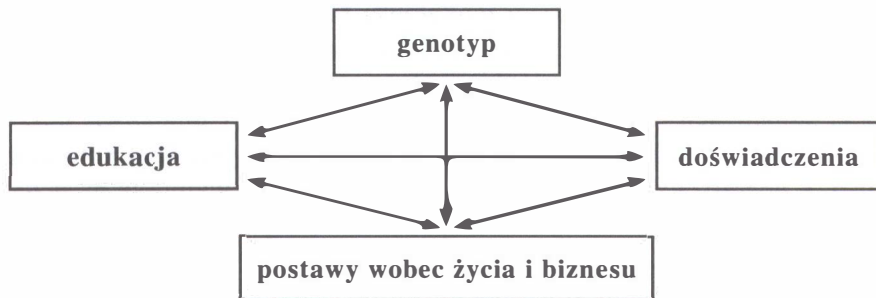 genotyp
edukacja
doświadczenia
postawy wobec życia i biznesu